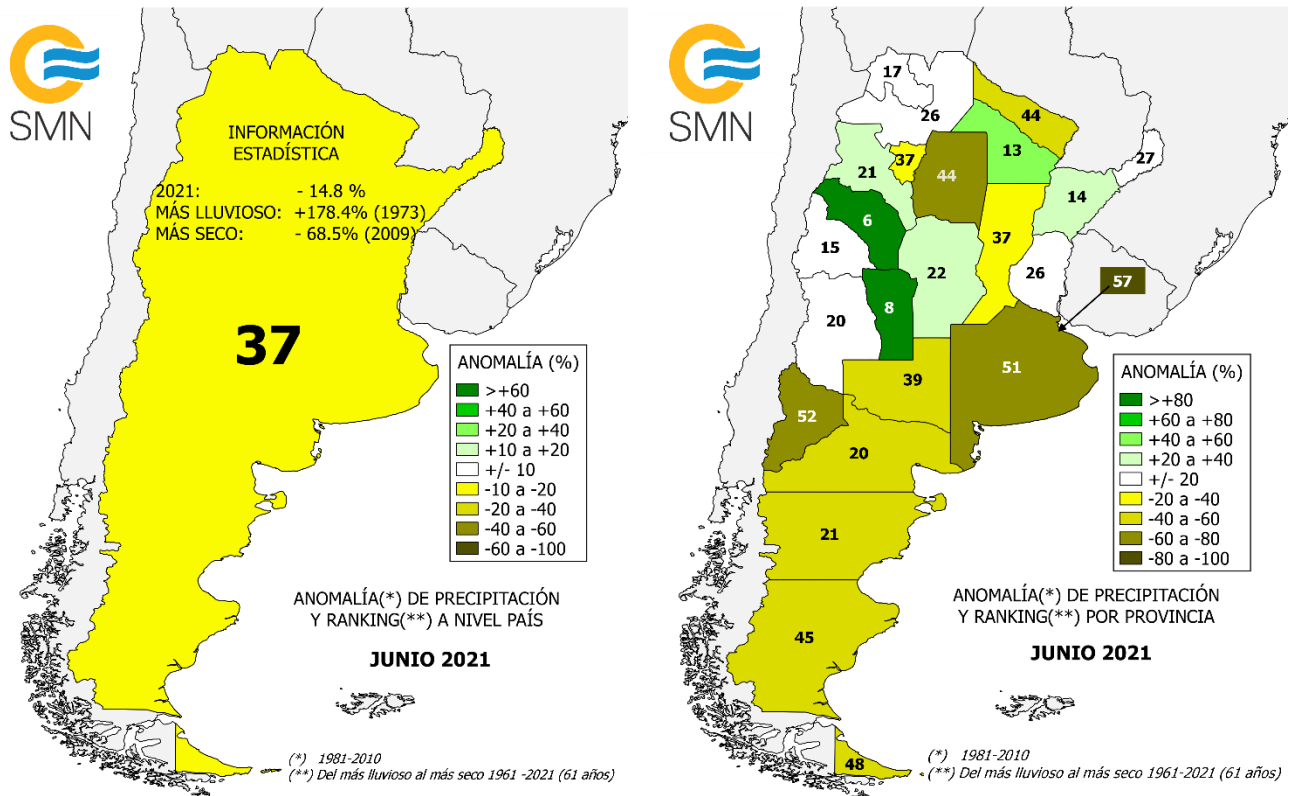 SMN
INFORMACIÓN
ESTADÍSTICA
2021: - 14.8 %
MÁS LLUVIOSO: +178.4% (1973)
MÁS SECO: - 68.5% (2009)
37
ANOMALÍA (%)
>+60
+40 a +60
+20 a +40
+10 a +20
+/- 10
-10 a -20
-20 a -40
-40 a -60
-60 a -100
ANOMALÍA(*) DE PRECIPITACIÓN
Y RANKING(**) A NIVEL PAÍS
JUNIO 2021
(*) 1981-2010
(**) Del más lluvioso al más seco 1961 -2021 (61 años)
SMN
17
26
44
13
27
37
44
21
14
6
37
15
22
26
57
8
20
39
51
52
20
21
45
48
ANOMALÍA (%)
>+80
+60 a +80
+40 a +60
+20 a +40
+/- 20
-20 a -40
-40 a -60
-60 a -80
-80 a -100
ANOMALÍA(*) DE PRECIPITACIÓN
Y RANKING(**) POR PROVINCIA
JUNIO 2021
(*) 1981-2010
(**) Del más lluvioso al más seco 1961-2021 (61 años)